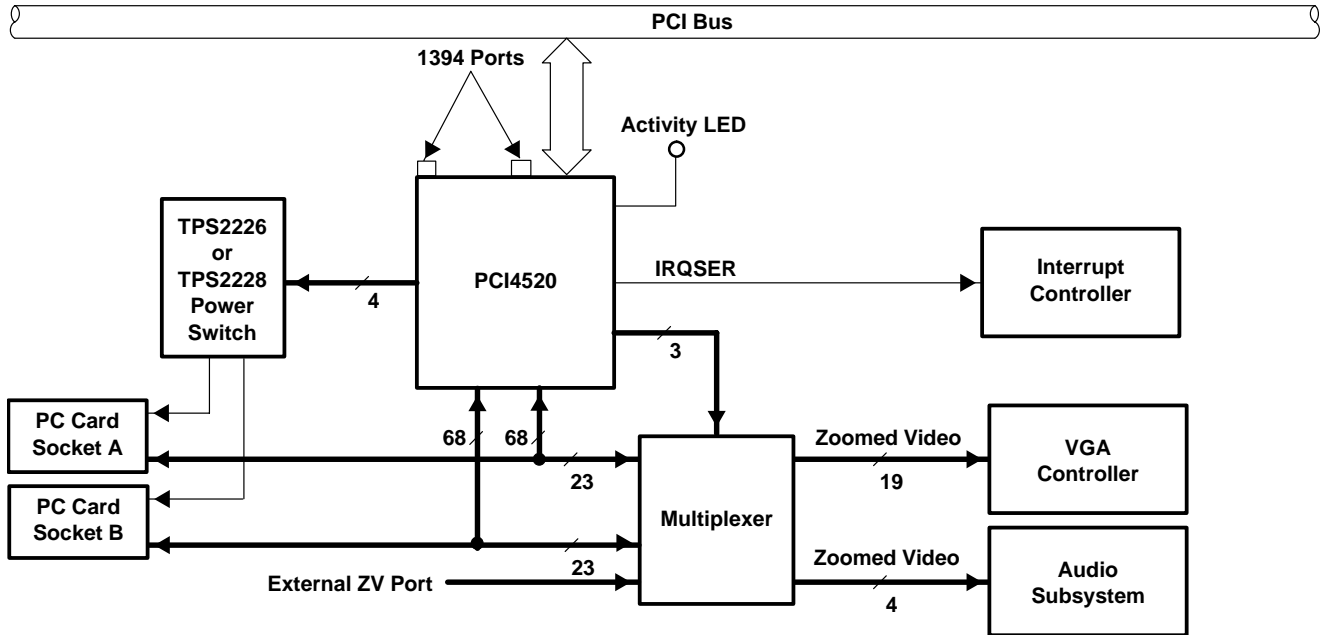 PCI Bus
1394 Ports
Activity LED
TPS2226
or
TPS2228
Power
Switch
4
PCI4520
IRQSER
Interrupt
Controller
3
PC Card
Socket A
68
68
23
Zoomed Video
19
VGA
Controller
PC Card
Socket B
Multiplexer
23
External ZV Port
Zoomed Video
4
Audio
Subsystem